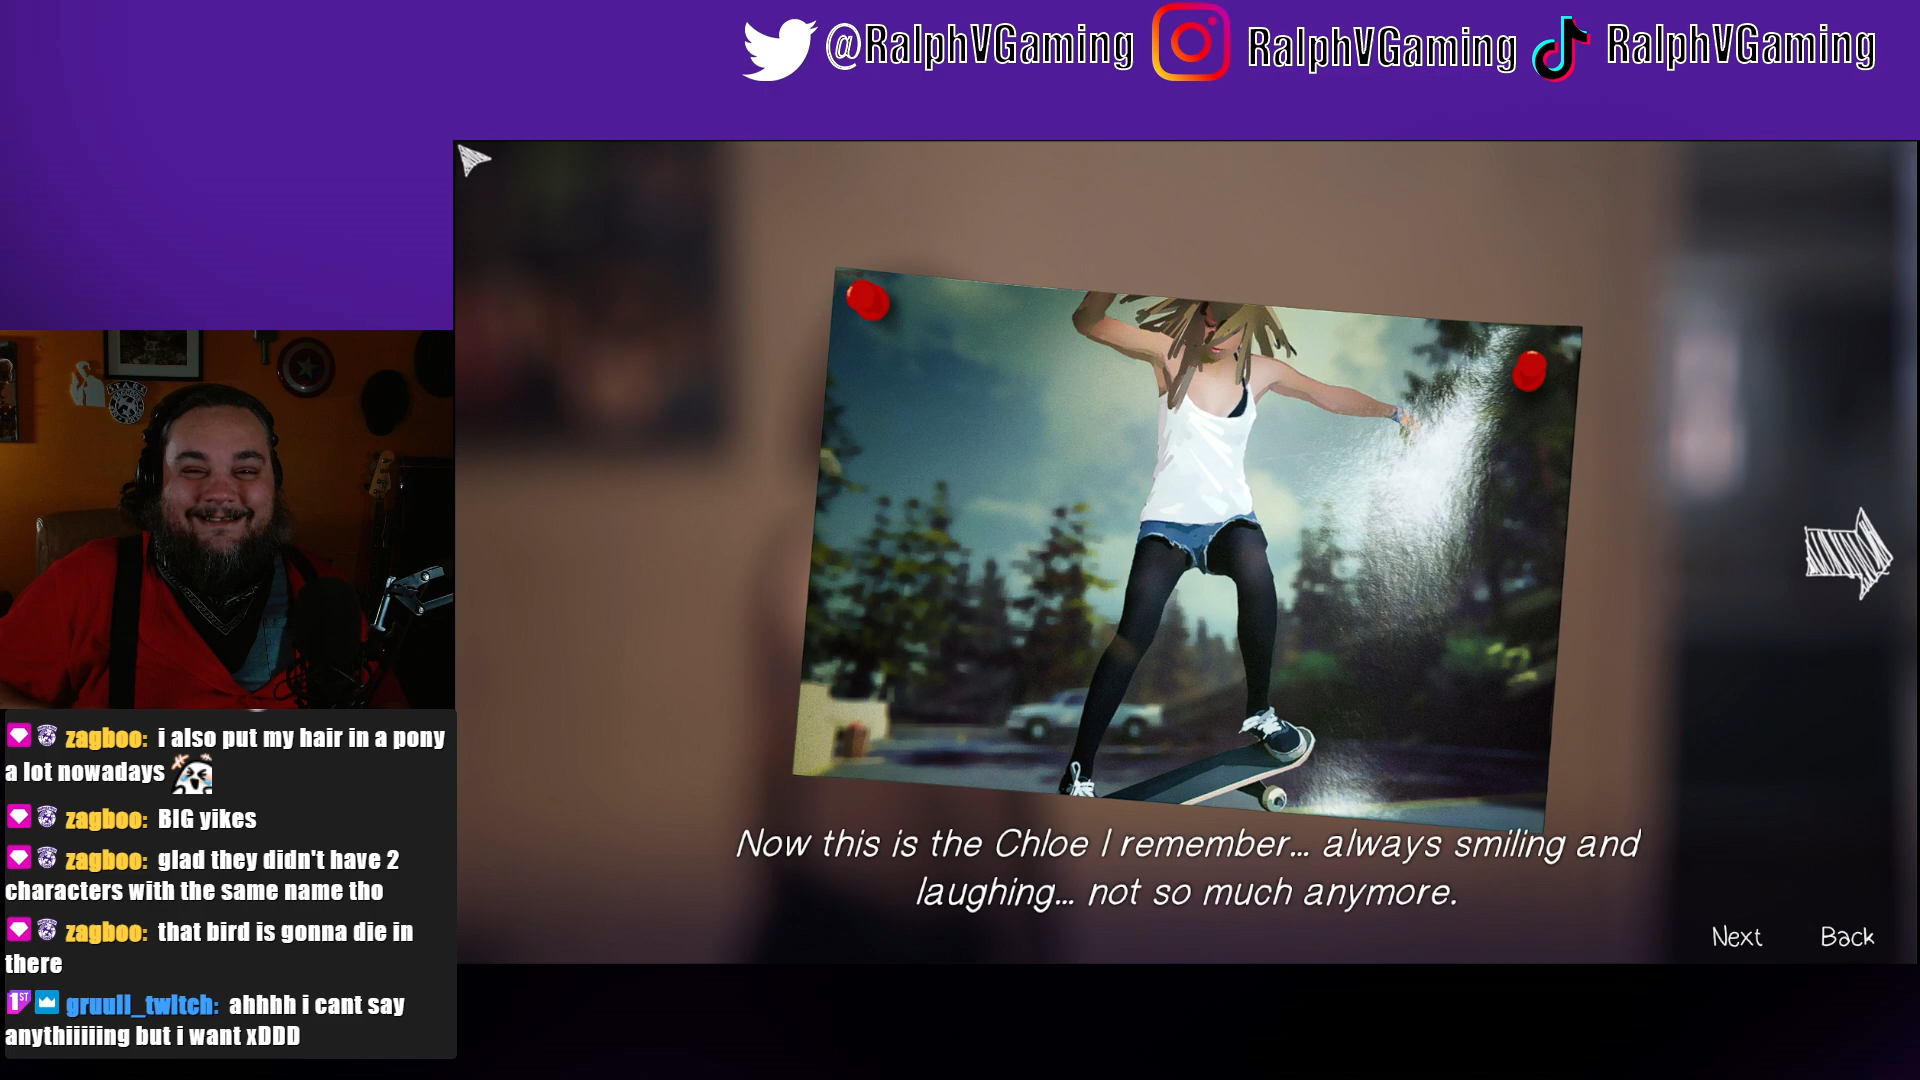 @RalphVGaming RalphVGaming RalphVGaming
STARS
zagboo: i also put my hair in a pony
a lot nowadays
zagboo: BIG yikes
zagboo: glad they didn't have 2
characters with the same name tho
zagboo: that bird is gonna die in
there
1ST gruull_twitch: ahhhh i cant say
anythiiiiing but i want xDDD
Now this is the Chloe I remember... always smiling and
laughing... not so much anymore.
Next Back